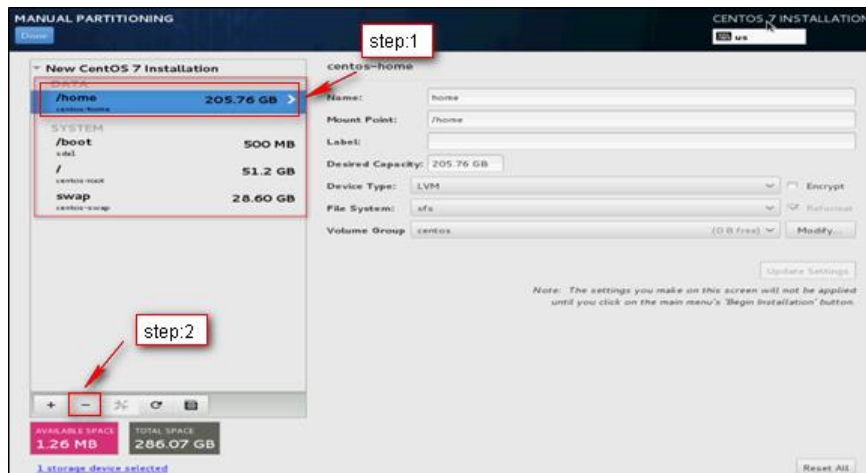 MANUAL PARTITIONING
CENTOS 7 INSTALLATION
Done
us
step:1
New CentOS 7 Installation
DATA
/home 205.76 GB
centos-home
SYSTEM
/boot 500 MB
sda1
/ 51.2 GB
centos-root
swap 28.60 GB
centos-swap
centos-home
Name: home
Mount Point: /home
Label:
Desired Capacity: 205.76 GB
Device Type: LVM Encrypt
File System: xfs Reformat
Volume Group centos (0 B free) Modify...
Update Settings
Note: The settings you make on this screen will not be applied
until you click on the main menu's 'Begin Installation' button.
step:2
+ -
AVAILABLE SPACE
1.26 MB
TOTAL SPACE
286.07 GB
1 storage device selected
Reset All